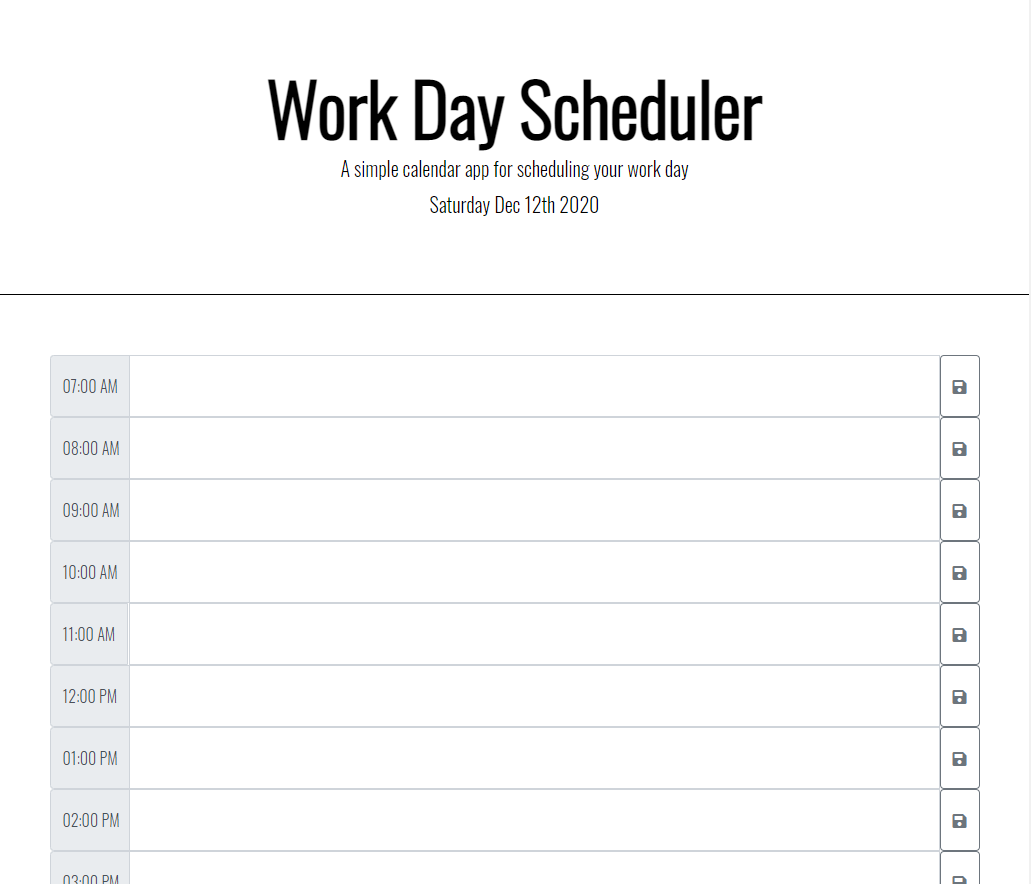 Work Day Scheduler
A simple calendar app for scheduling your work day
Saturday Dec 12th 2020
07:00 AM
08:00 AM
09:00 AM
10:00 AM
11:00 AM
12:00 PM
01:00 PM
02:00 PM
03:00 PM